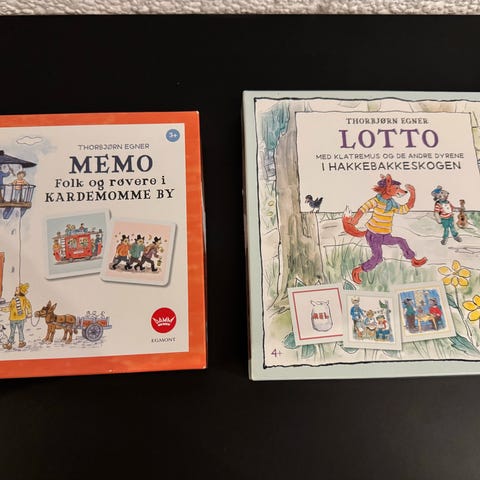 THORBJØRN EGNER
MEMO
Folk og røvere i
KARDEMOMME BY
3+
EGMONT
THORBJØRN EGNER
LOTTO
MED KLATREMUS OG DE ANDRE DYRENE
I HAKKEBAKKESKOGEN
MEL
4+